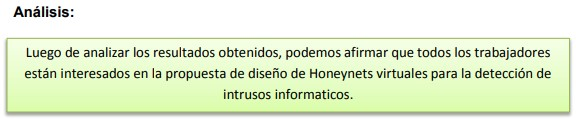 Análisis:
Luego de analizar los resultados obtenidos, podemos afirmar que todos los trabajadores
están interesados en la propuesta de diseño de Honeynets virtuales para la detección de
intrusos informaticos.